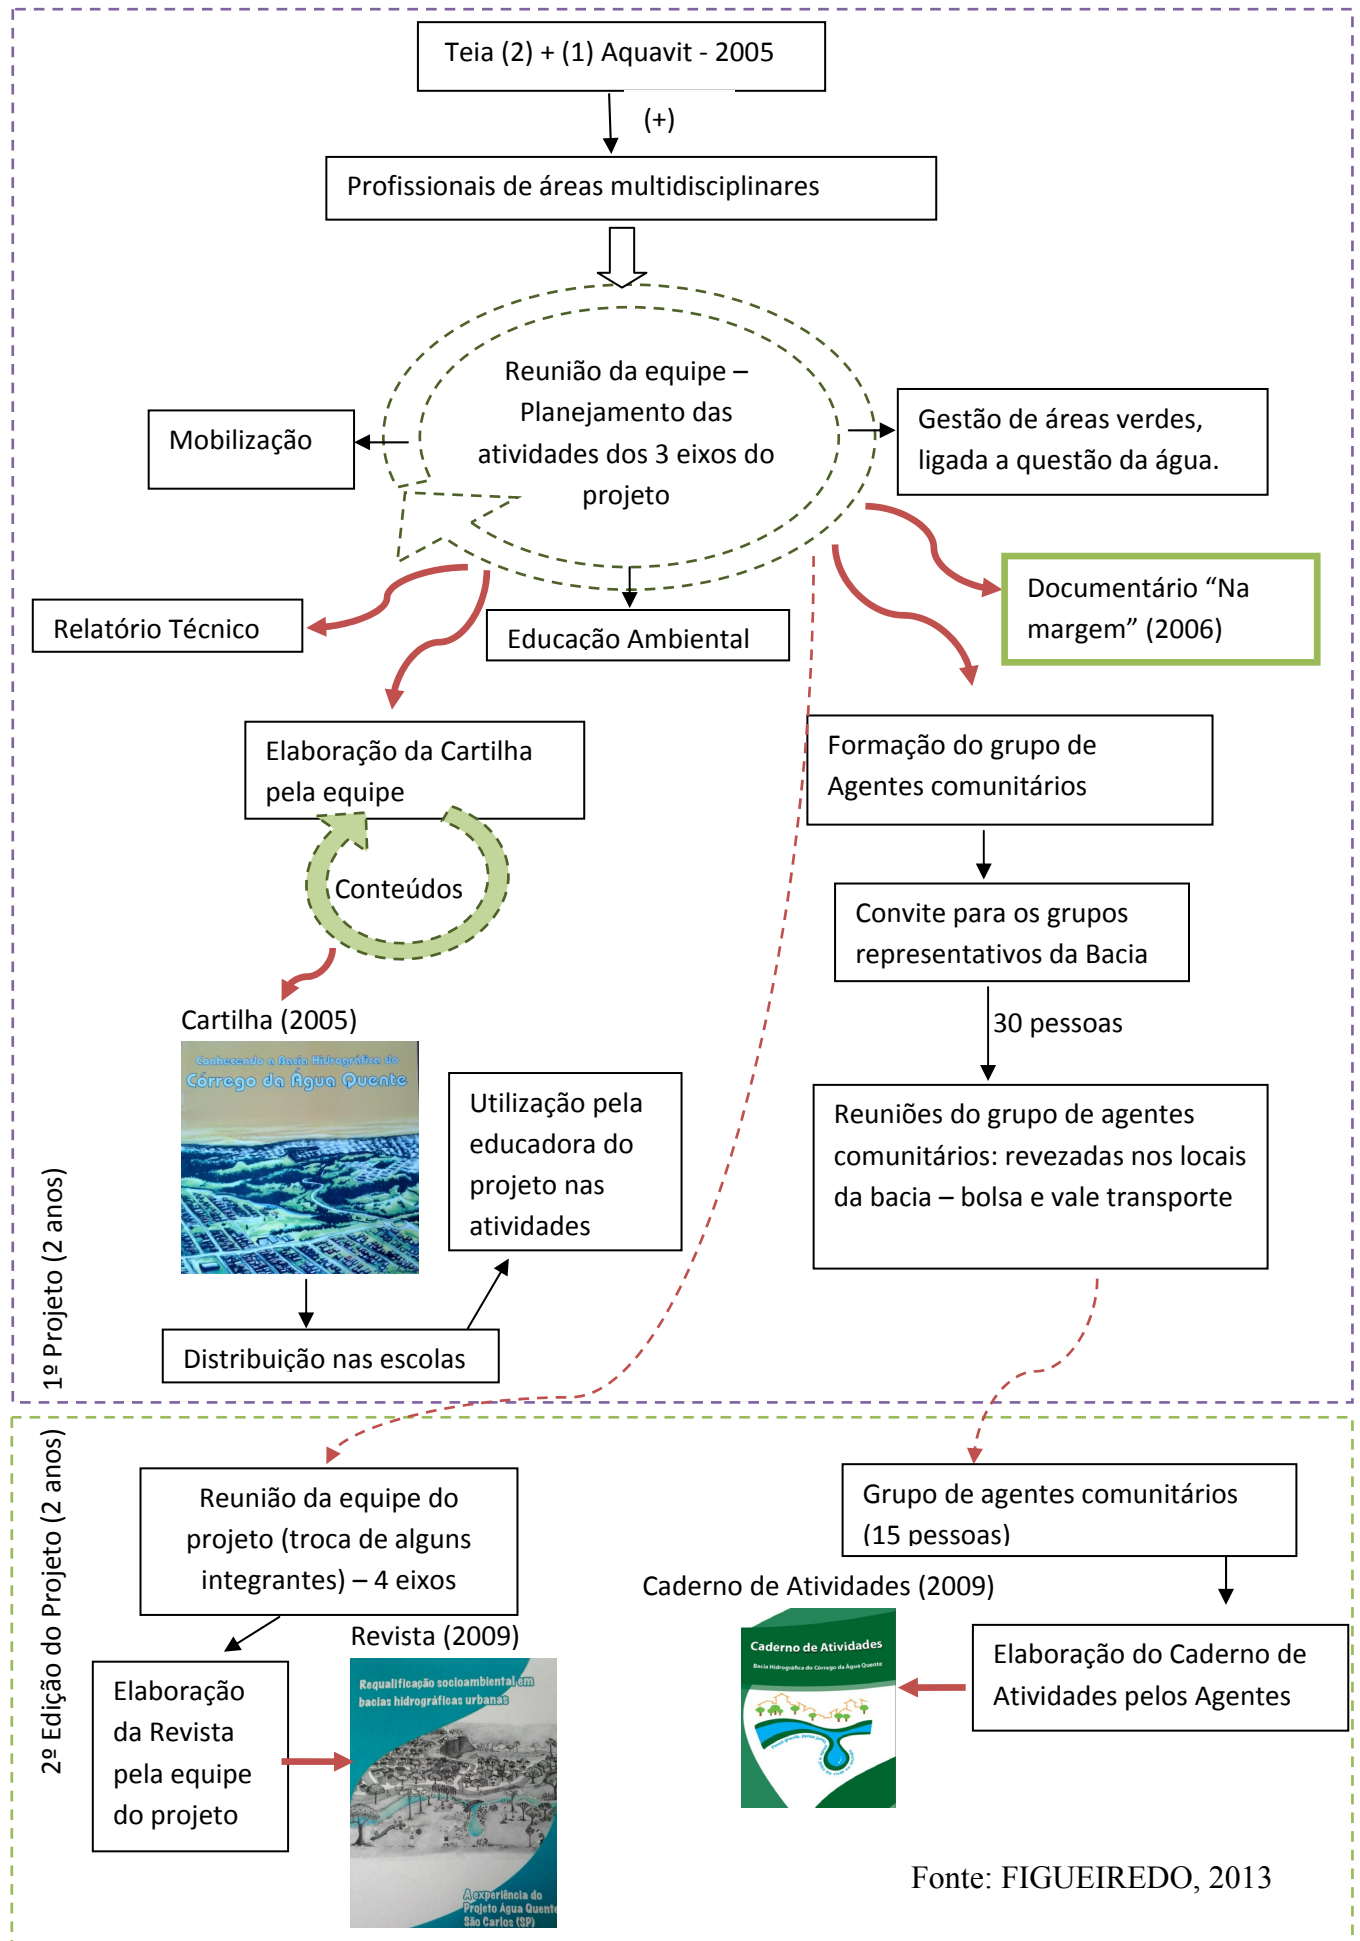 Teia (2) + (1) Aquavit - 2005
(+)
Profissionais de áreas multidisciplinares
Reunião da equipe –
Planejamento das
atividades dos 3 eixos do
projeto
Mobilização
Gestão de áreas verdes,
ligada a questão da água.
Documentário “Na
margem” (2006)
Relatório Técnico
Educação Ambiental
Elaboração da Cartilha
pela equipe
Conteúdos
Formação do grupo de
Agentes comunitários
Convite para os grupos
representativos da Bacia
30 pessoas
Cartilha (2005)
Conhecendo a Bacia Hidrográfica do
Córrego da Água Quente
Utilização pela
educadora do
projeto nas
atividades
Reuniões do grupo de agentes
comunitários: revezadas nos locais
da bacia – bolsa e vale transporte
Distribuição nas escolas
1º Projeto (2 anos)
2º Edição do Projeto (2 anos)
Reunião da equipe do
projeto (troca de alguns
integrantes) – 4 eixos
Grupo de agentes comunitários
(15 pessoas)
Caderno de Atividades (2009)
Caderno de Atividades
Bacia Hidrográfica do Córrego da Água Quente
Elaboração do Caderno de
Atividades pelos Agentes
Revista (2009)
Elaboração
da Revista
pela equipe
do projeto
Requalificação socioambiental em
bacias hidrográficas urbanas
A experiência do
Projeto Água Quente
São Carlos (SP)
Fonte: FIGUEIREDO, 2013